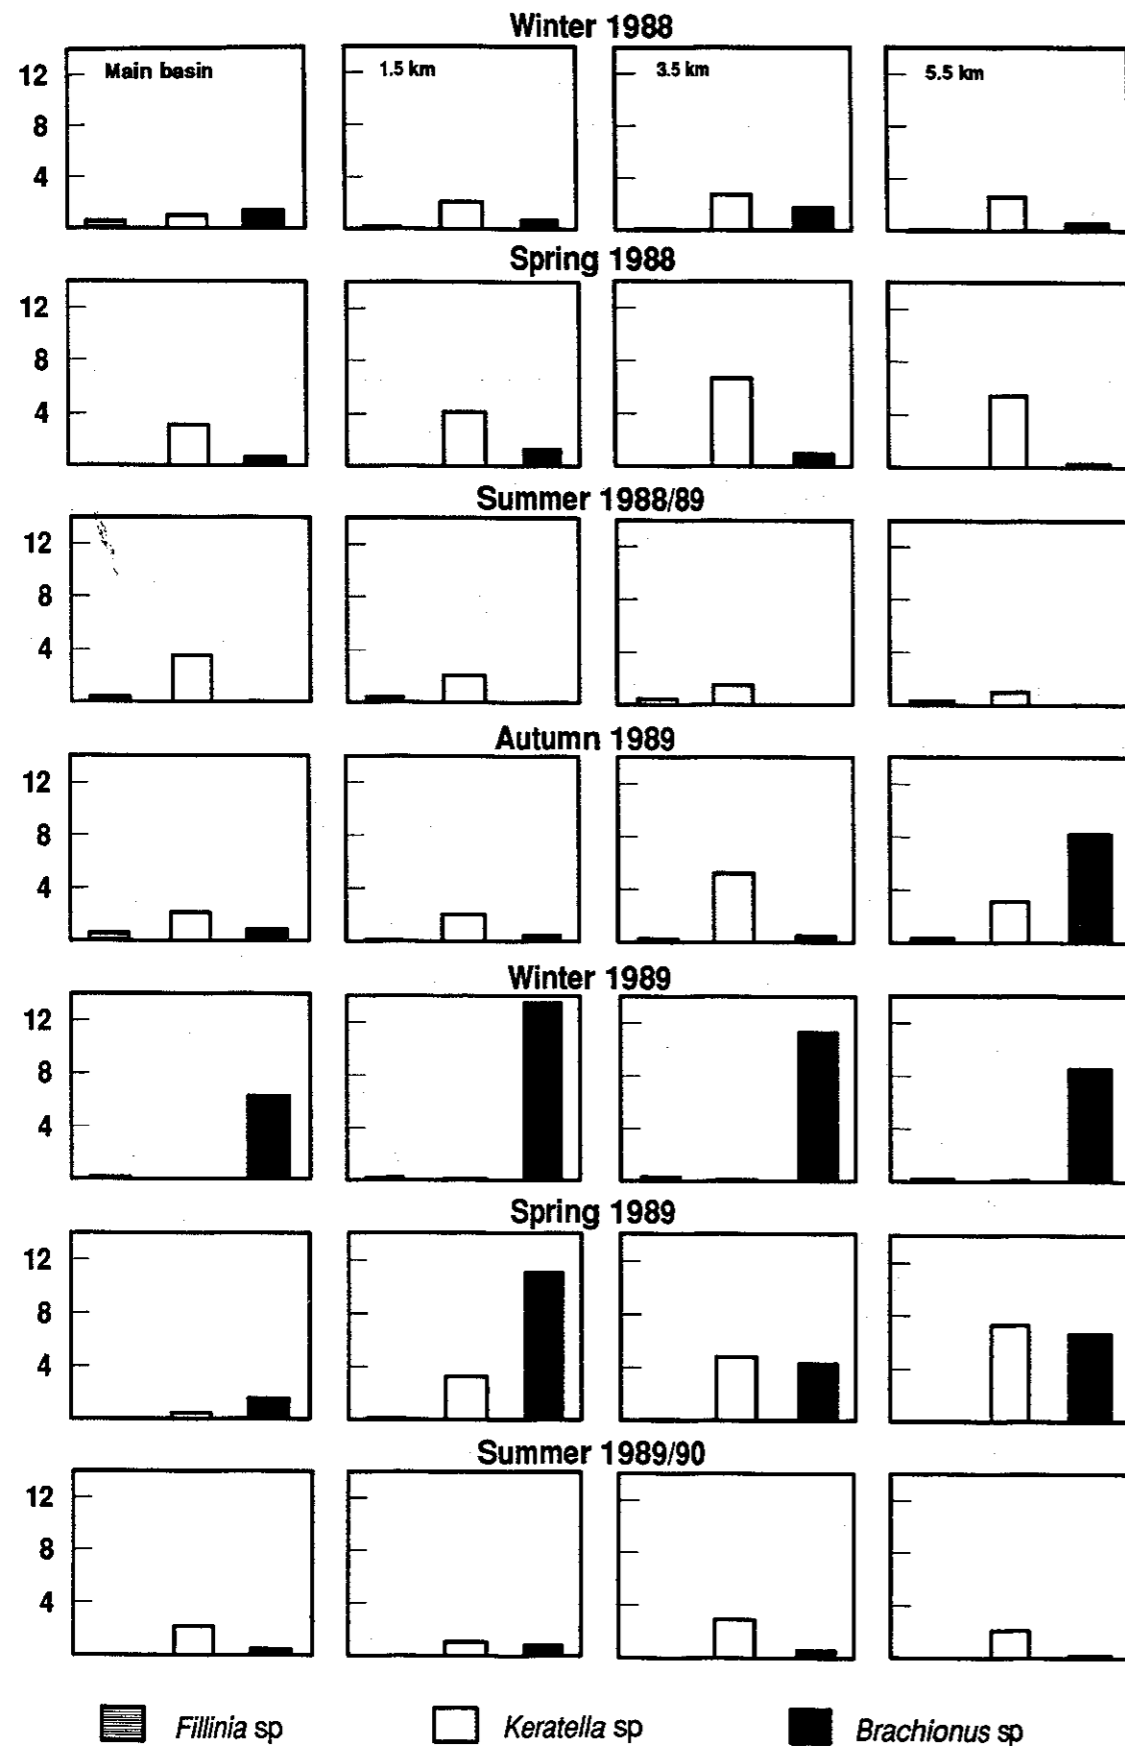 Winter 1988
Main basin 1.5 km 3.5 km 5.5 km
12
8
4
Spring 1988
12
8
4
Summer 1988/89
12
8
4
Autumn 1989
12
8
4
Winter 1989
12
8
4
Spring 1989
12
8
4
Summer 1989/90
12
8
4
Fillinia sp Keratella sp Brachionus sp